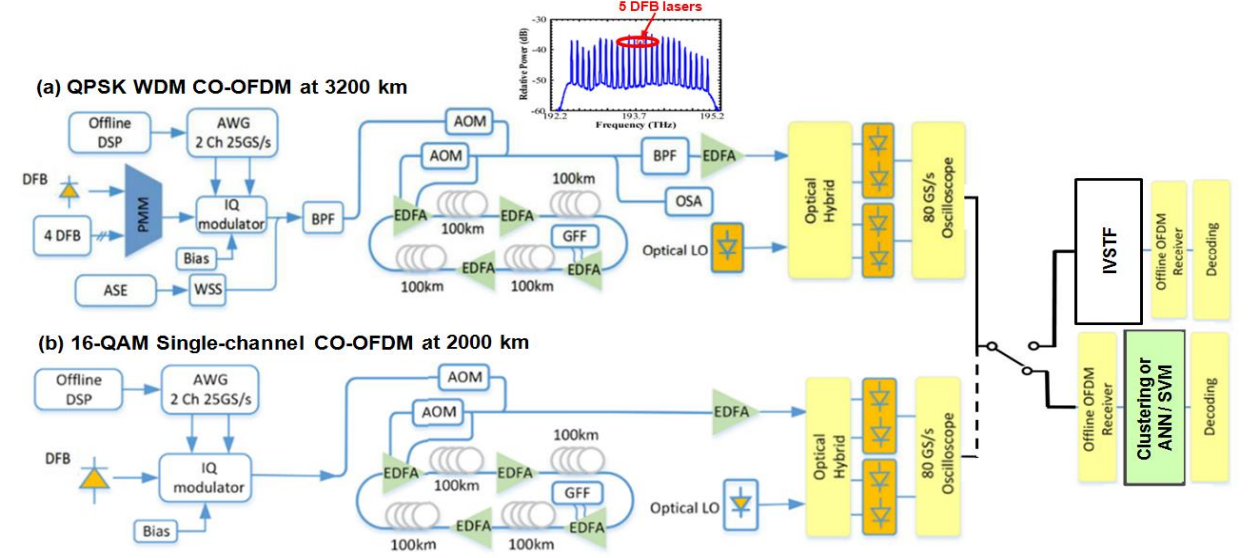 5 DFB lasers
-30
-40
-50
-60
Relative Power (dB)
192.2
193.7
195.2
Frequency (THz)
(a) QPSK WDM CO-OFDM at 3200 km
Offline
DSP
AWG
2 Ch 25GS/s
DFB
4 DFB
PMM
IQ
modulator
Bias
ASE
WSS
BPF
AOM
AOM
EDFA
100km
EDFA
100km
GFF
EDFA
100km
EDFA
100km
BPF
EDFA
OSA
Optical LO
Optical
Hybrid
80 GS/s
Oscilloscope
IVSTF
Offline OFDM
Receiver
Decoding
(b) 16-QAM Single-channel CO-OFDM at 2000 km
Offline
DSP
AWG
2 Ch 25GS/s
DFB
IQ
modulator
Bias
AOM
AOM
EDFA
100km
EDFA
100km
GFF
EDFA
100km
EDFA
100km
EDFA
Optical LO
Optical
Hybrid
80 GS/s
Oscilloscope
Offline OFDM
Receiver
Clustering or
ANN / SVM
Decoding